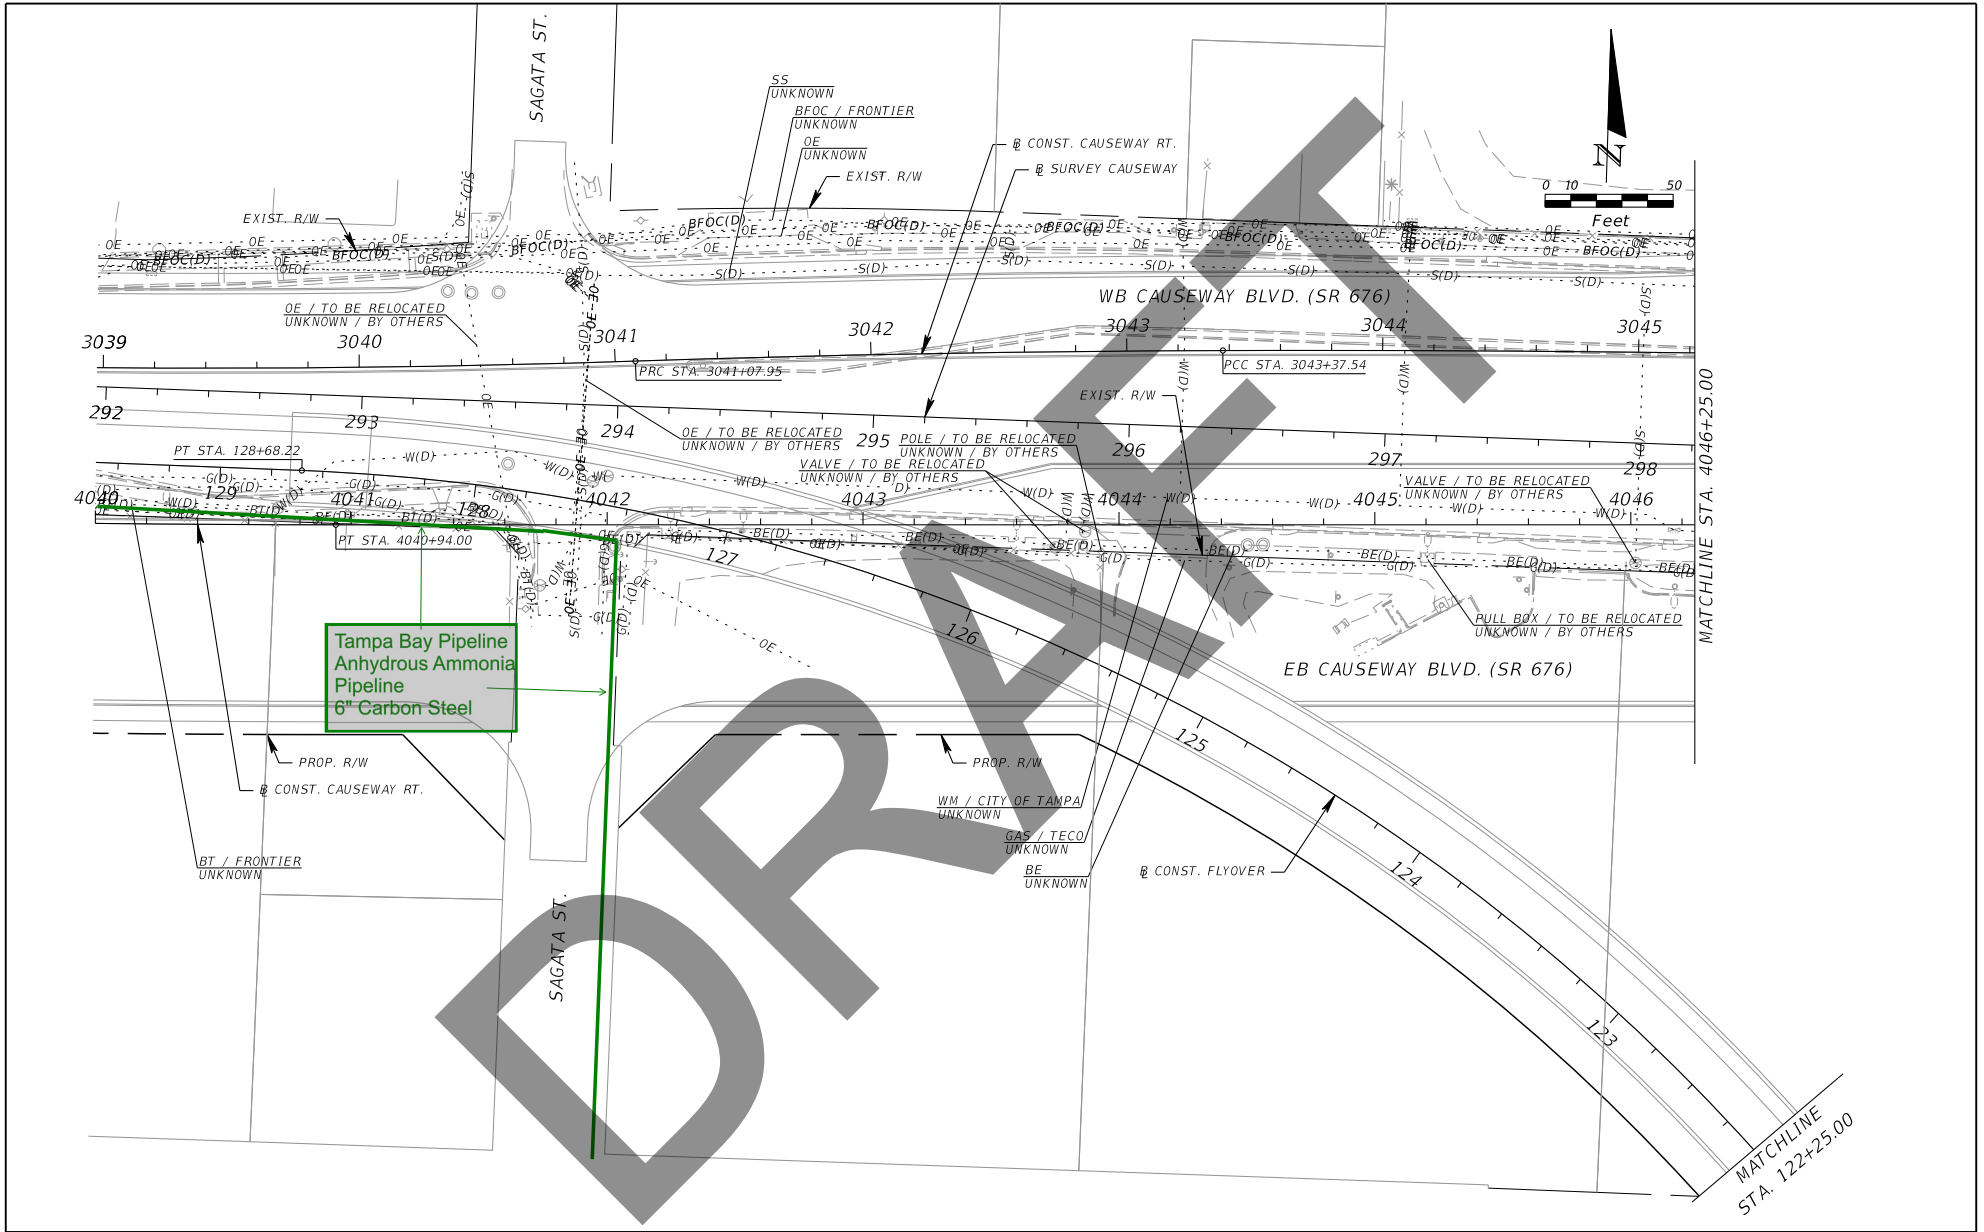 SAGATA ST.
SS
UNKNOWN
BFOC / FRONTIER
UNKNOWN
OE
UNKNOWN
EXIST. R/W
BL CONST. CAUSEWAY RT.
BL SURVEY CAUSEWAY
N
0 10 50
Feet
EXIST. R/W
OE
BFOC(D)
S(D)
OE / TO BE RELOCATED
UNKNOWN / BY OTHERS
WB CAUSEWAY BLVD. (SR 676)
3039
3040
3041
3042
3043
3044
3045
PRC STA. 3041+07.95
PCC STA. 3043+37.54
EXIST. R/W
292
293
294
295
296
297
298
OE / TO BE RELOCATED
UNKNOWN / BY OTHERS
POLE / TO BE RELOCATED
UNKNOWN / BY OTHERS
VALVE / TO BE RELOCATED
UNKNOWN / BY OTHERS
VALVE / TO BE RELOCATED
UNKNOWN / BY OTHERS
MATCHLINE STA. 4046+25.00
PT STA. 128+68.22
W(D)
G(D)
BT(D)
BE(D)
4040
4041
4042
4043
4044
4045
4046
129
128
127
126
125
124
123
PT STA. 4040+94.00
Tampa Bay Pipeline
Anhydrous Ammonia
Pipeline
6" Carbon Steel
PULL BOX / TO BE RELOCATED
UNKNOWN / BY OTHERS
EB CAUSEWAY BLVD. (SR 676)
PROP. R/W
BL CONST. CAUSEWAY RT.
PROP. R/W
WM / CITY OF TAMPA
UNKNOWN
GAS / TECO
UNKNOWN
BE
UNKNOWN
BL CONST. FLYOVER
BT / FRONTIER
UNKNOWN
SAGATA ST.
MATCHLINE
STA. 122+25.00
DRAFT